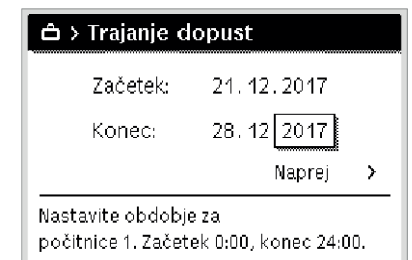 > Trajanje dopust
Začetek: 21.12.2017
Konec: 28.12 2017
Naprej >
Nastavite obdobje za
počitnice 1. Začetek 0:00, konec 24:00.